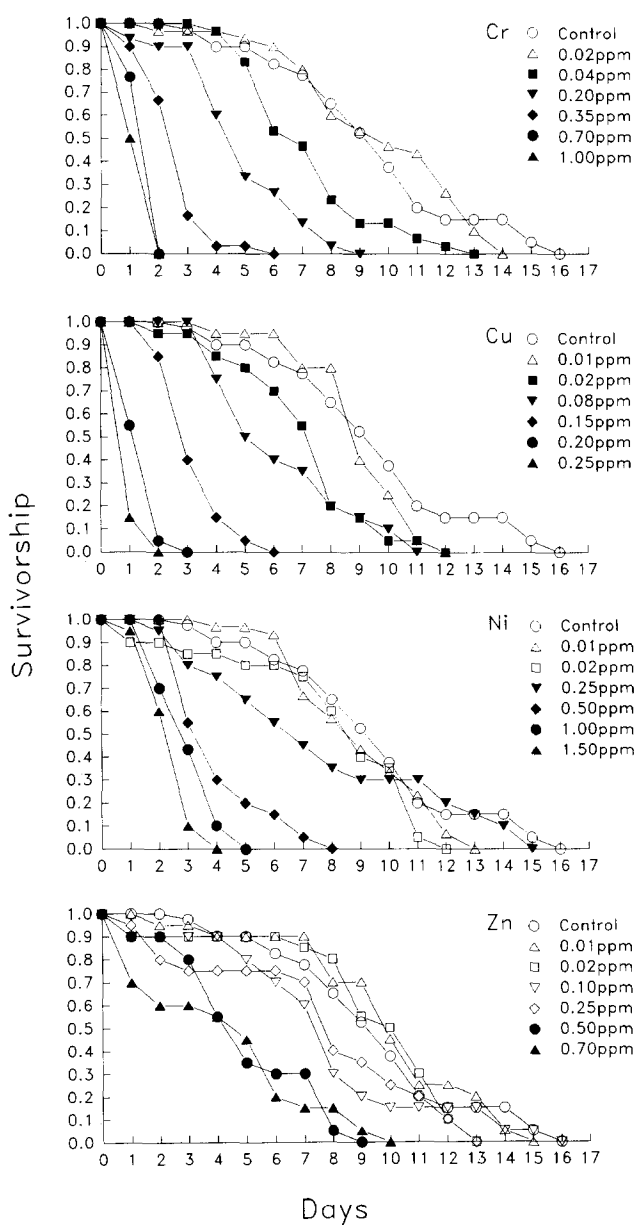 Survivorship
1.0
0.9
0.8
0.7
0.6
0.5
0.4
0.3
0.2
0.1
0.0
0 1 2 3 4 5 6 7 8 9 10 11 12 13 14 15 16 17
Cr
Control
0.02ppm
0.04ppm
0.20ppm
0.35ppm
0.70ppm
1.00ppm
1.0
0.9
0.8
0.7
0.6
0.5
0.4
0.3
0.2
0.1
0.0
0 1 2 3 4 5 6 7 8 9 10 11 12 13 14 15 16 17
Cu
Control
0.01ppm
0.02ppm
0.08ppm
0.15ppm
0.20ppm
0.25ppm
1.0
0.9
0.8
0.7
0.6
0.5
0.4
0.3
0.2
0.1
0.0
0 1 2 3 4 5 6 7 8 9 10 11 12 13 14 15 16 17
Ni
Control
0.01ppm
0.02ppm
0.25ppm
0.50ppm
1.00ppm
1.50ppm
1.0
0.9
0.8
0.7
0.6
0.5
0.4
0.3
0.2
0.1
0.0
0 1 2 3 4 5 6 7 8 9 10 11 12 13 14 15 16 17
Zn
Control
0.01ppm
0.02ppm
0.10ppm
0.25ppm
0.50ppm
0.70ppm
Days